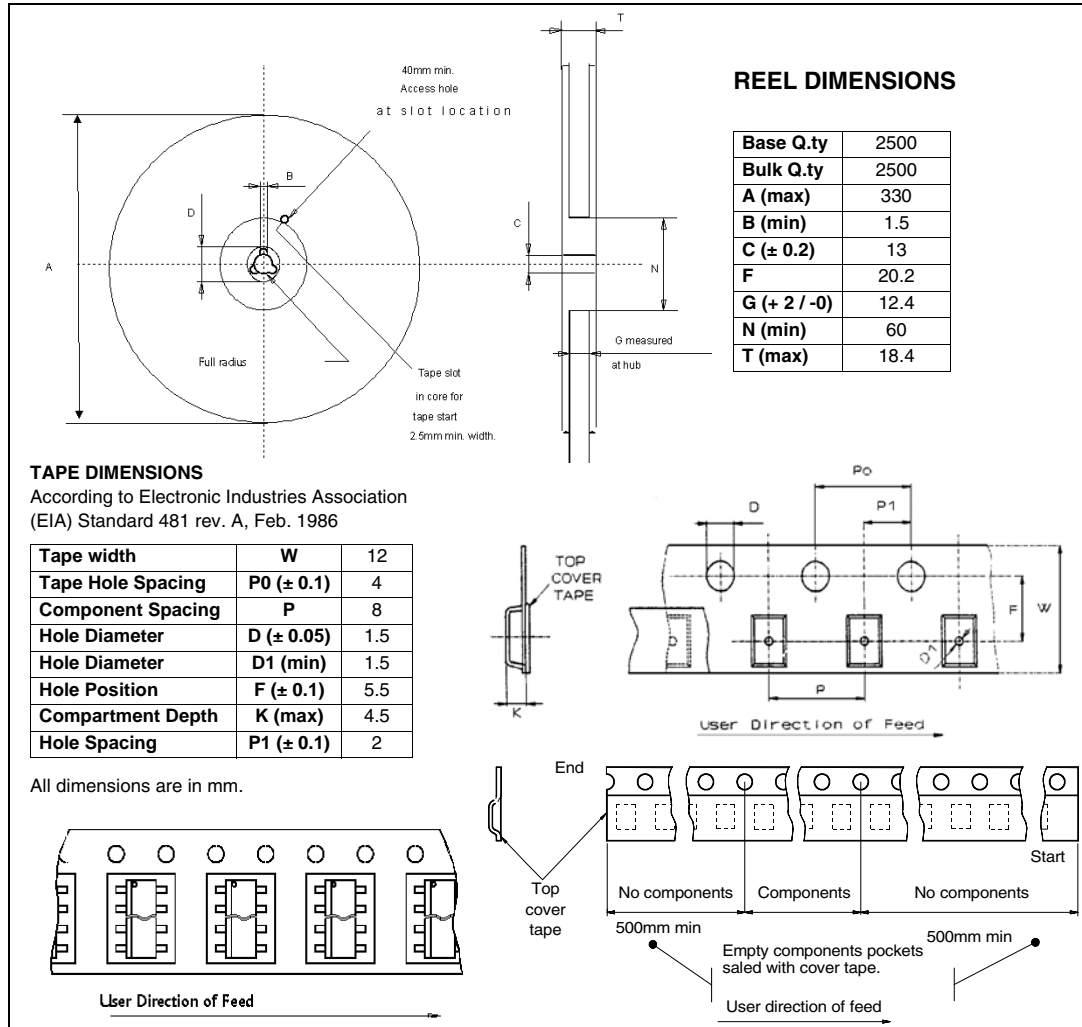 T
40mm min.
Access hole
at slot location
B
D
C
A
N
Full radius
Tape slot
in core for
tape start
2.5mm min. width.
G measured
at hub
REEL DIMENSIONS
Base Q.ty 2500
Bulk Q.ty 2500
A (max) 330
B (min) 1.5
C (± 0.2) 13
F 20.2
G (+ 2 / -0) 12.4
N (min) 60
T (max) 18.4
TAPE DIMENSIONS
According to Electronic Industries Association
(EIA) Standard 481 rev. A, Feb. 1986
Tape width W 12
Tape Hole Spacing P0 (± 0.1) 4
Component Spacing P 8
Hole Diameter D (± 0.05) 1.5
Hole Diameter D1 (min) 1.5
Hole Position F (± 0.1) 5.5
Compartment Depth K (max) 4.5
Hole Spacing P1 (± 0.1) 2
All dimensions are in mm.
Po
D
P1
TOP
COVER
TAPE
F
W
D1
K
P
User Direction of Feed
End
Start
Top
cover
tape
No components
Components
No components
500mm min
500mm min
Empty components pockets
saled with cover tape.
User direction of feed
User Direction of Feed